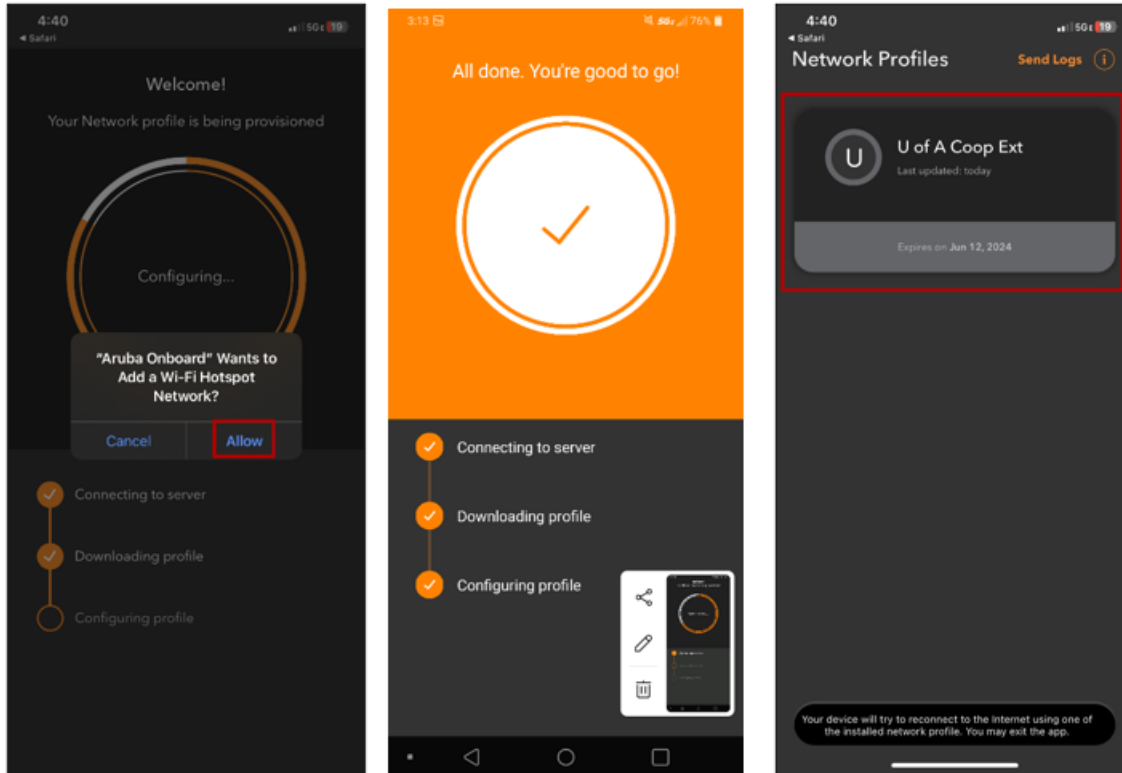 4:40
5G 19
Safari
Welcome!
Your Network profile is being provisioned
Configuring...
"Aruba Onboard" Wants to
Add a Wi-Fi Hotspot
Network?
Cancel
Allow
Connecting to server
Downloading profile
Configuring profile
3:13
5G 76%
All done. You're good to go!
Connecting to server
Downloading profile
Configuring profile
4:40
5G 19
Safari
Network Profiles
Send Logs
i
U
U of A Coop Ext
Last updated: today
Expires on Jun 12, 2024
Your device will try to reconnect to the Internet using one of
the installed network profile. You may exit the app.